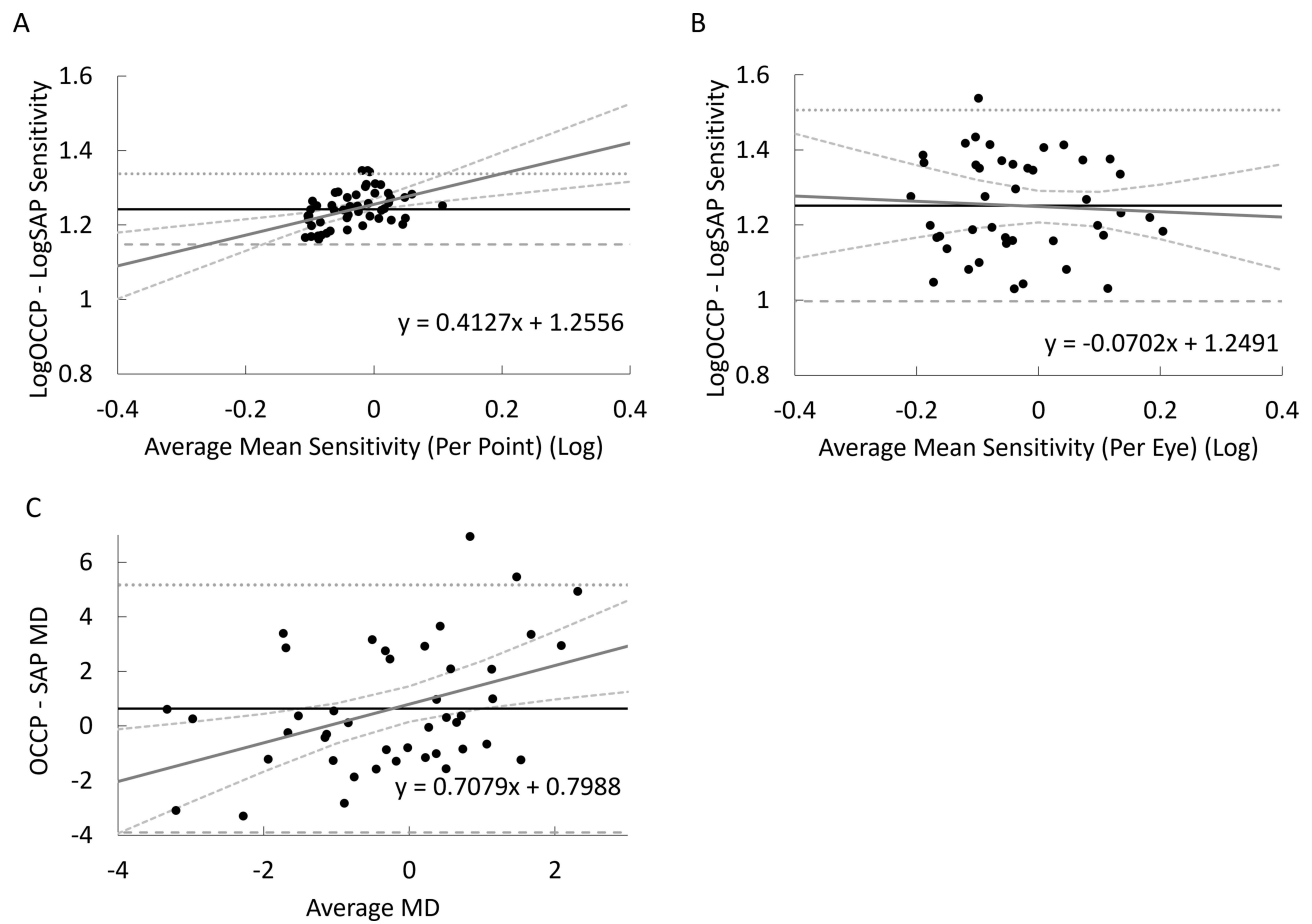 A
LogOCCP - LogSAP Sensitivity
1.6
1.4
1.2
1
0.8
y = 0.4127x + 1.2556
-0.4
-0.2
0
0.2
0.4
Average Mean Sensitivity (Per Point) (Log)
B
LogOCCP - LogSAP Sensitivity
1.6
1.4
1.2
1
0.8
y = -0.0702x + 1.2491
-0.4
-0.2
0
0.2
0.4
Average Mean Sensitivity (Per Eye) (Log)
C
OCCP - SAP MD
6
4
2
0
-2
-4
y = 0.7079x + 0.7988
-4
-2
0
2
Average MD